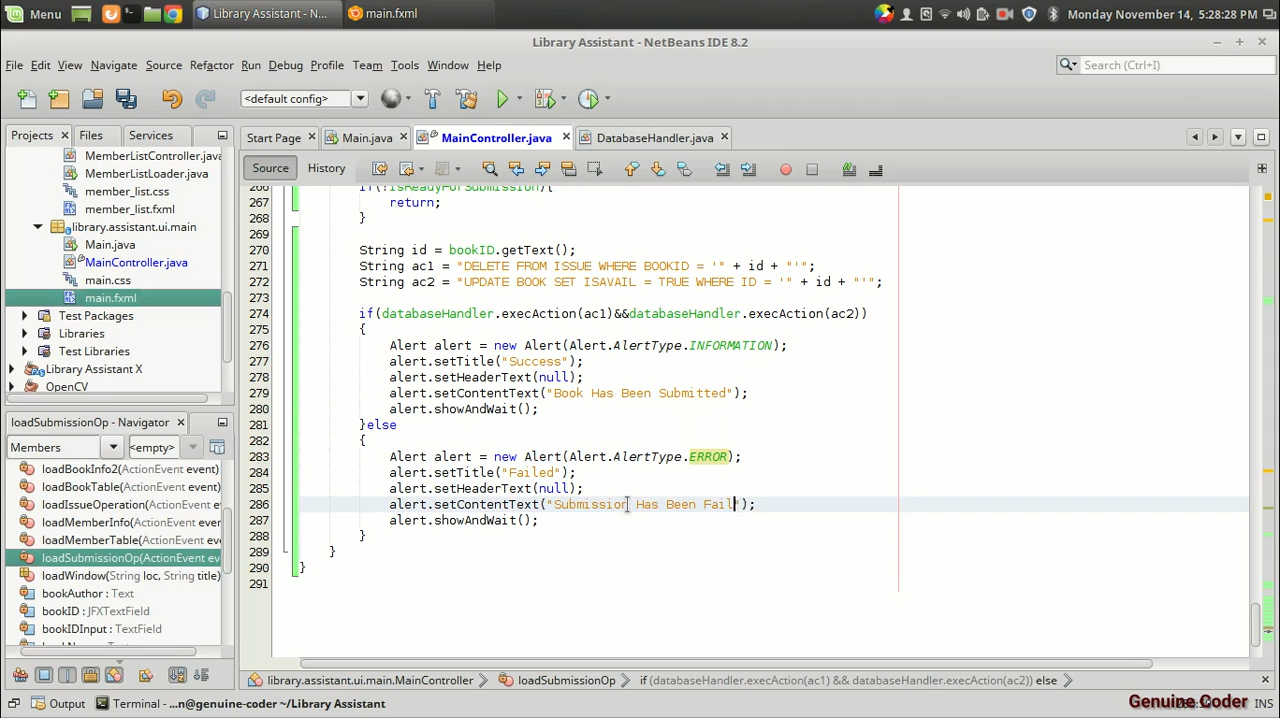 Menu
Library Assistant - N...
main.fxml
Monday November 14, 5:28:28 PM
Library Assistant - NetBeans IDE 8.2
File Edit View Navigate Source Refactor Run Debug Profile Team Tools Window Help
Search (Ctrl+I)
<default config>
Projects Files Services
Start Page Main.java MainController.java DatabaseHandler.java
Source History
MemberListController.java
MemberListLoader.java
member_list.css
member_list.fxml
library.assistant.ui.main
Main.java
MainController.java
main.css
main.fxml
Test Packages
Libraries
Test Libraries
Library Assistant X
OpenCV
loadSubmissionOp - Navigator
Members <empty>
loadBookInfo2(ActionEvent event)
loadBookTable(ActionEvent event)
loadIssueOperation(ActionEvent
loadMemberInfo(ActionEvent ev
loadMemberTable(ActionEvent
loadSubmissionOp(ActionEvent ev
loadWindow(String loc, String title)
bookAuthor : Text
bookID : JFXTextField
bookIDInput : TextField
266 if(!isReadyForSubmission){
267 return;
268 }
270 String id = bookID.getText();
271 String ac1 = "DELETE FROM ISSUE WHERE BOOKID = '" + id + "'";
272 String ac2 = "UPDATE BOOK SET ISAVAIL = TRUE WHERE ID = '" + id + "'";
273
274 if(databaseHandler.execAction(ac1)&&databaseHandler.execAction(ac2))
275 {
276 Alert alert = new Alert(Alert.AlertType.INFORMATION);
277 alert.setTitle("Success");
278 alert.setHeaderText(null);
279 alert.setContentText("Book Has Been Submitted");
280 alert.showAndWait();
281 }else
282 {
283 Alert alert = new Alert(Alert.AlertType.ERROR);
284 alert.setTitle("Failed");
285 alert.setHeaderText(null);
286 alert.setContentText("Submission Has Been Fail");
287 alert.showAndWait();
288 }
289 }
290 }
291
library.assistant.ui.main.MainController loadSubmissionOp if (databaseHandler.execAction(ac1) && databaseHandler.execAction(ac2)) else
Output Terminal - ...n@genuine-coder ~/Library Assistant
Genuine Coder
INS